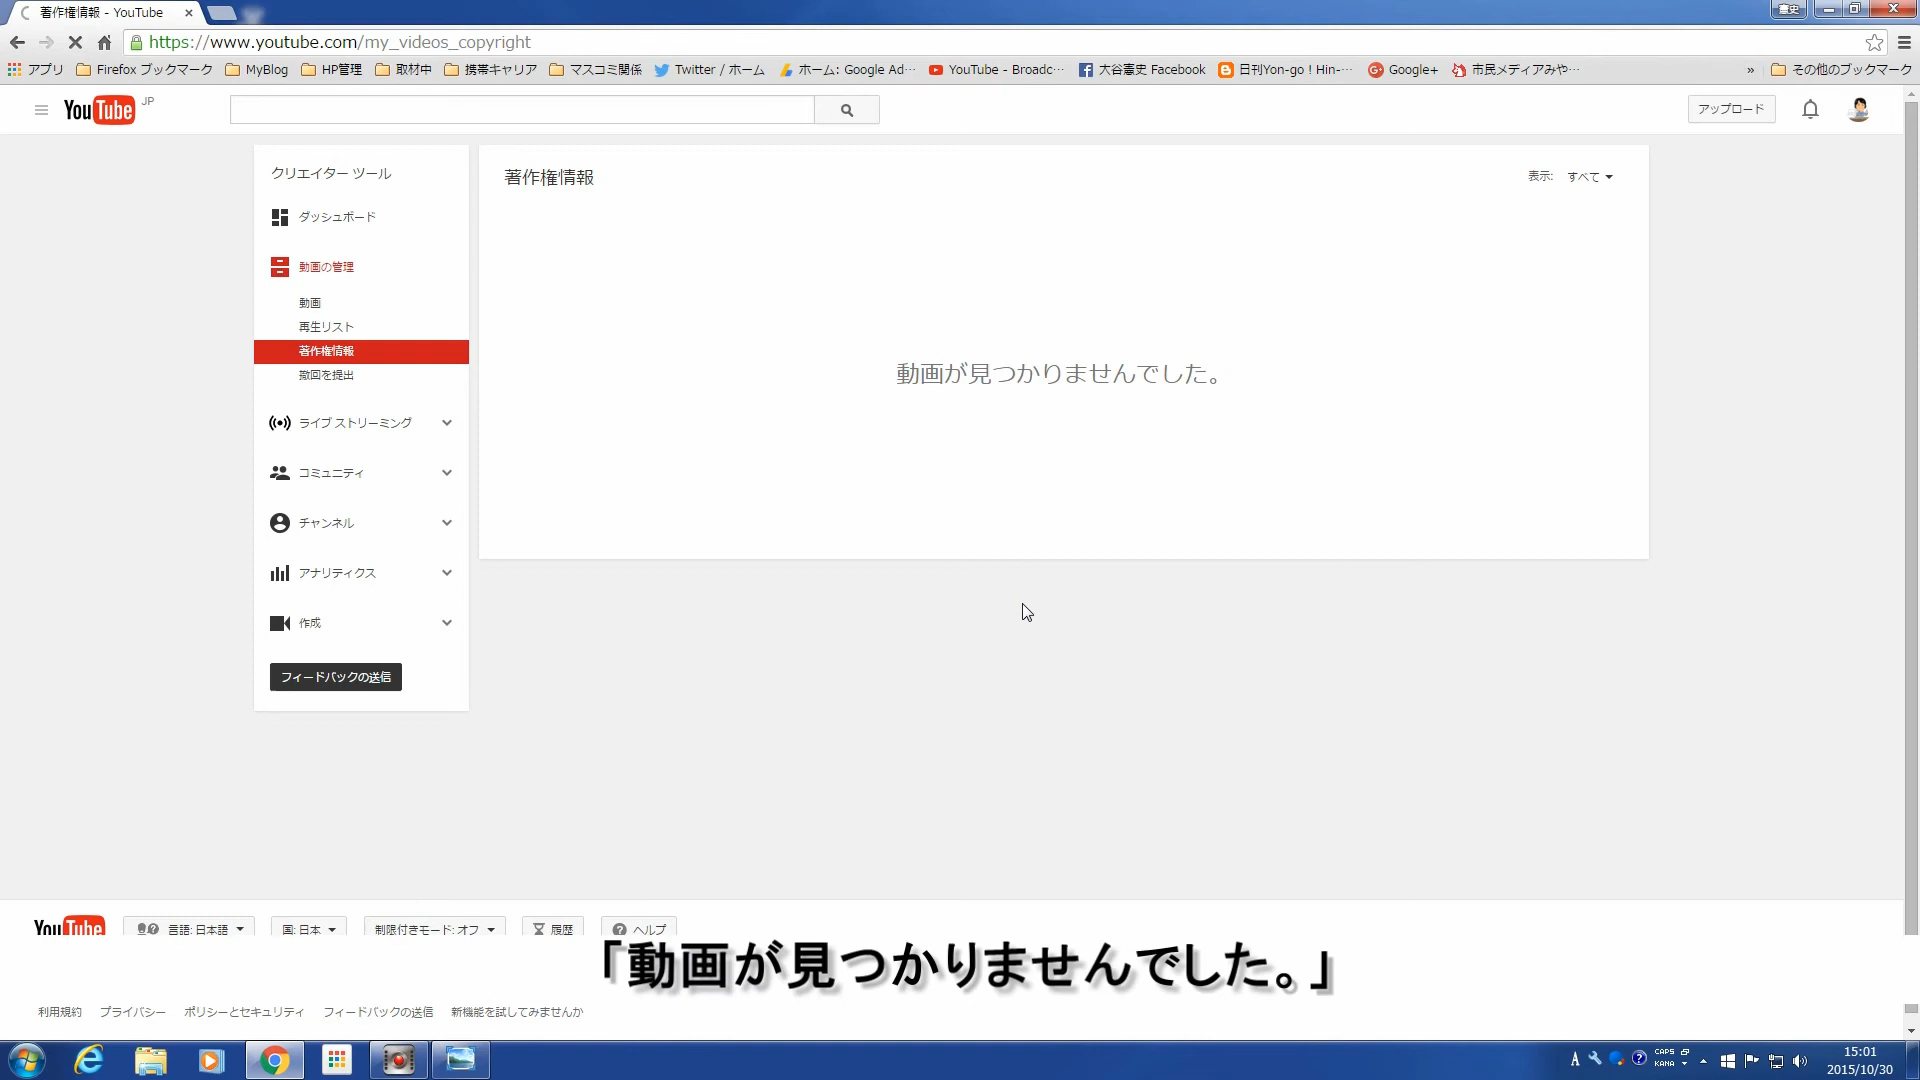 著作権情報 - YouTube
憲史
https://www.youtube.com/my_videos_copyright
アプリ Firefox ブックマーク MyBlog HP管理 取材中 携帯キャリア マスコミ関係 Twitter / ホーム ホーム: Google Ad… YouTube - Broadc… 大谷憲史 Facebook 日刊Yon-go！Hin-… Google+ 市民メディアみや… » その他のブックマーク
YouTube JP
アップロード
クリエイター ツール
ダッシュボード
動画の管理
動画
再生リスト
著作権情報
撤回を提出
ライブ ストリーミング
コミュニティ
チャンネル
アナリティクス
作成
フィードバックの送信
著作権情報
表示: すべて
動画が見つかりませんでした。
YouTube 言語: 日本語 国: 日本 制限付きモード: オフ 履歴 ヘルプ
「動画が見つかりませんでした。」
利用規約 プライバシー ポリシーとセキュリティ フィードバックの送信 新機能を試してみませんか
A CAPS KANA
15:01
2015/10/30